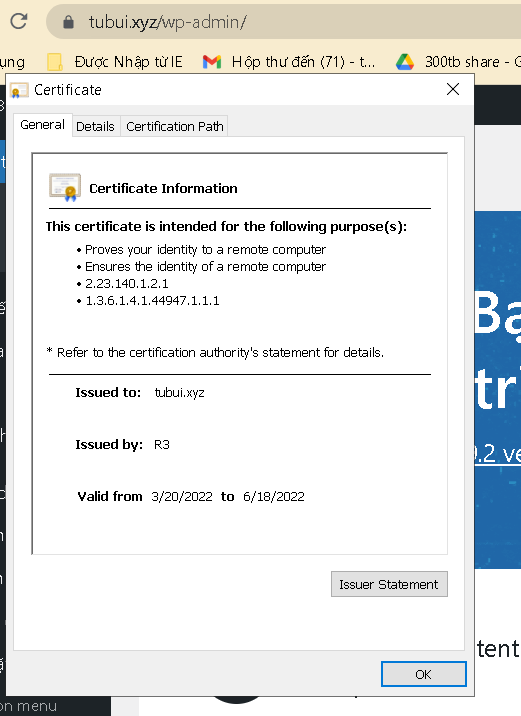 tubui.xyz/wp-admin/
ụng Được Nhập từ IE Hộp thư đến (71) - t... 300tb share - G
Certificate
General Details Certification Path
Certificate Information
This certificate is intended for the following purpose(s):
• Proves your identity to a remote computer
• Ensures the identity of a remote computer
• 2.23.140.1.2.1
• 1.3.6.1.4.1.44947.1.1.1
* Refer to the certification authority's statement for details.
Issued to: tubui.xyz
Issued by: R3
Valid from 3/20/2022 to 6/18/2022
Issuer Statement
OK
Bạ
trì
9.2 ve
tent
on menu